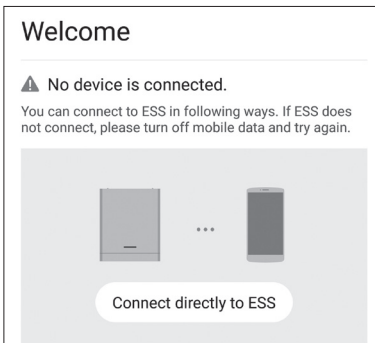 Welcome
No device is connected.
You can connect to ESS in following ways. If ESS does
not connect, please turn off mobile data and try again.
Connect directly to ESS